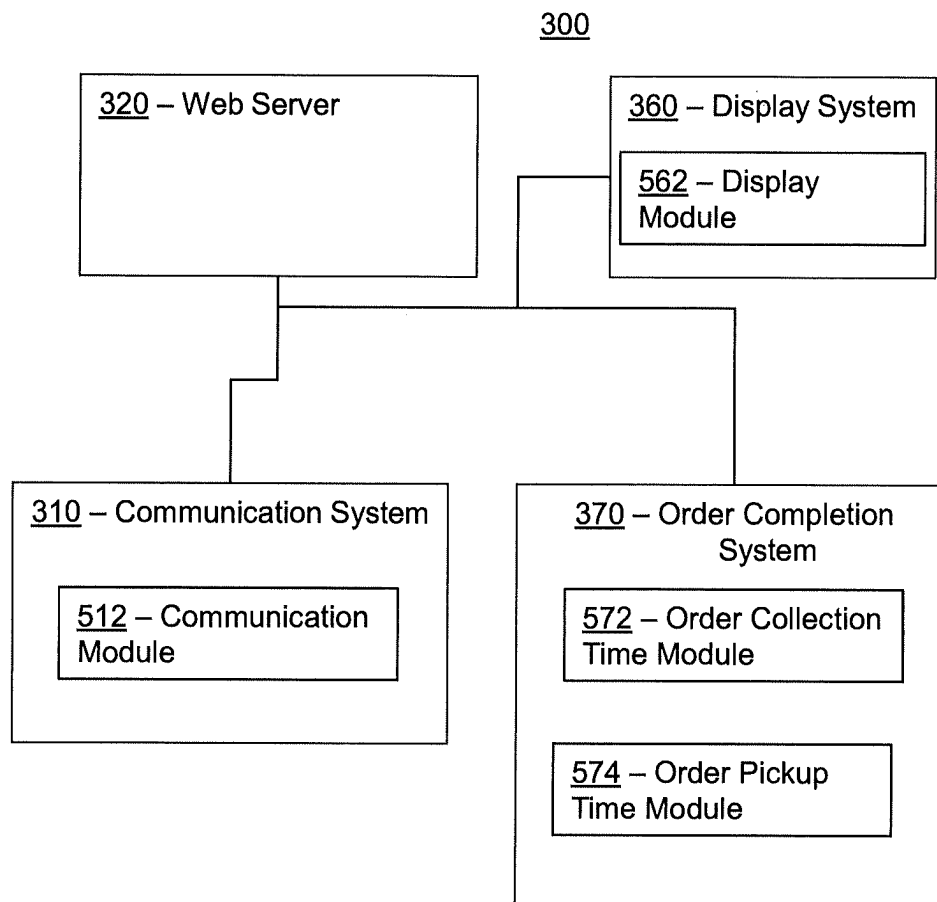 300
320 – Web Server
360 – Display System
562 – Display
Module
310 – Communication System
512 – Communication
Module
370 – Order Completion
System
572 – Order Collection
Time Module
574 – Order Pickup
Time Module